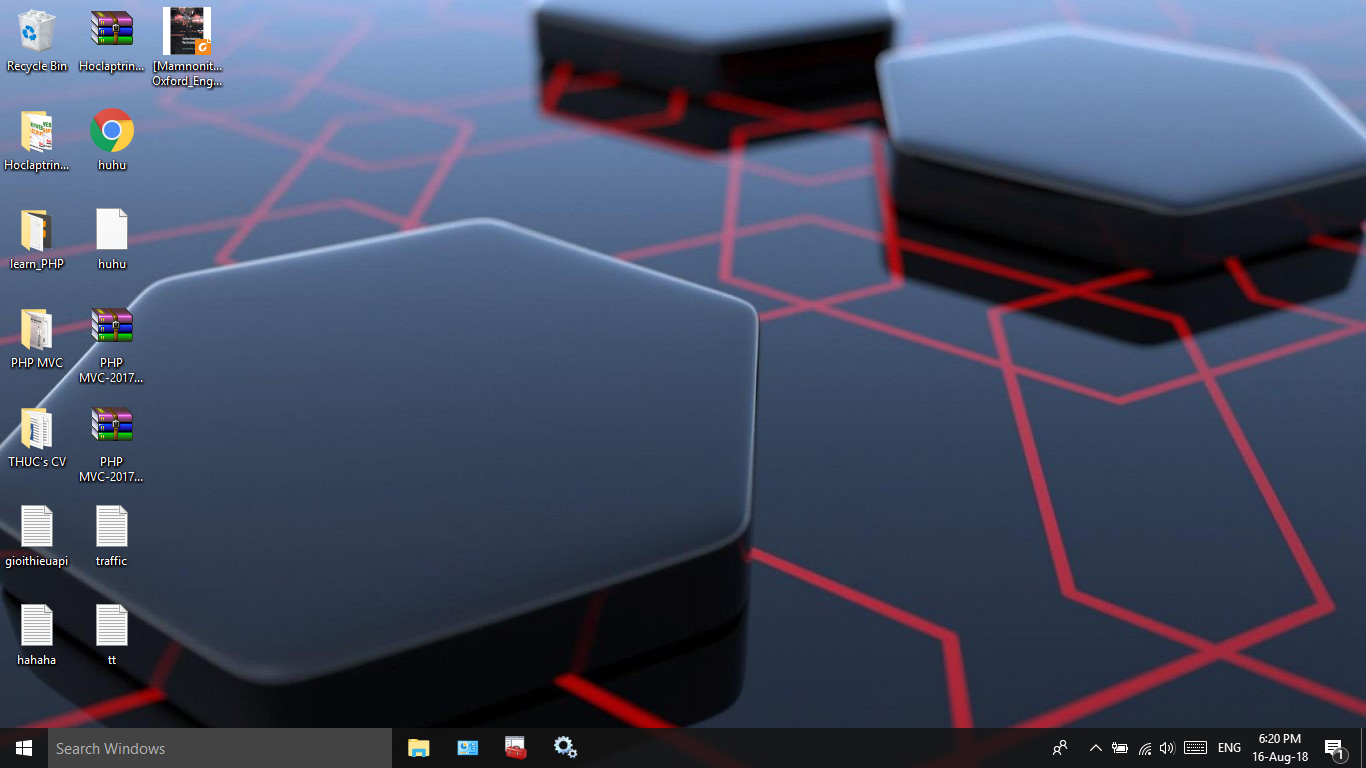 Recycle Bin
Hoclaptrin...
[Mamnonit...
Oxford_Eng...
Hoclaptrin...
huhu
learn_PHP
huhu
PHP MVC
PHP
MVC-2017...
THUC's CV
PHP
MVC-2017...
gioithieuapi
traffic
hahaha
tt
Search Windows
ENG
6:20 PM
16-Aug-18
1